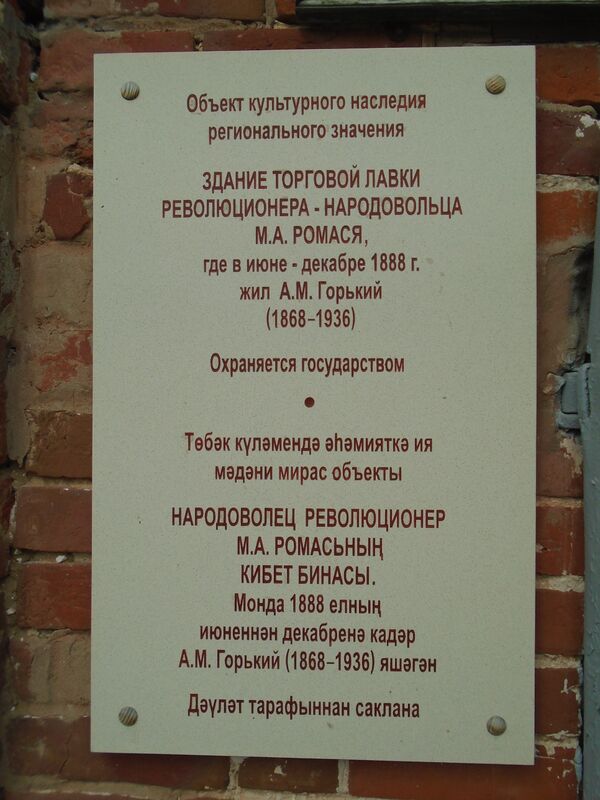 Объект культурного наследия
регионального значения
ЗДАНИЕ ТОРГОВОЙ ЛАВКИ
РЕВОЛЮЦИОНЕРА - НАРОДОВОЛЬЦА
М.А. РОМАСЯ,
где в июне - декабре 1888 г.
жил А.М. Горький
(1868-1936)
Охраняется государством
•
Төбәк күләмендә әһәмияткә ия
мәдәни мирас объекты
НАРОДОВОЛЕЦ РЕВОЛЮЦИОНЕР
М.А. РОМАСЬНЫҢ
КИБЕТ БИНАСЫ.
Монда 1888 елның
июненнән декабренә кадәр
А.М. Горький (1868-1936) яшәгән
Дәүләт тарафыннан саклана